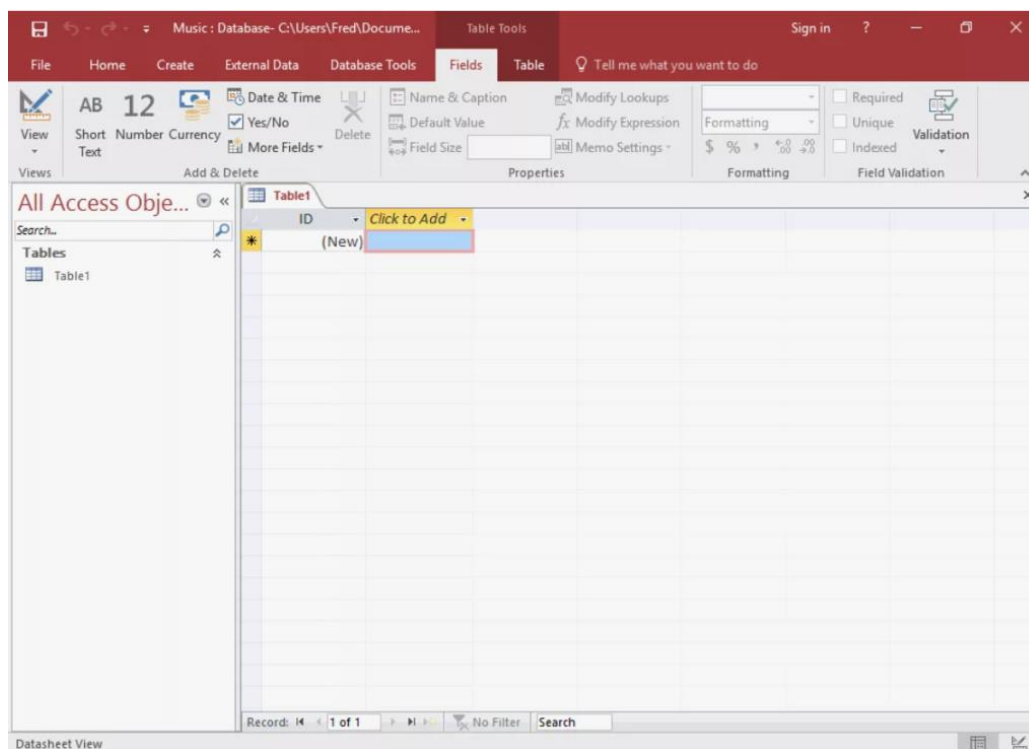 Music : Database- C:\Users\Fred\Docume... Table Tools Sign in ?
File Home Create External Data Database Tools Fields Table Tell me what you want to do
AB 12 Date & Time Name & Caption Modify Lookups Required
View Short Text Number Currency Yes/No Delete Default Value fx Modify Expression Formatting Unique Validation
More Fields Field Size ab| Memo Settings $ % , Indexed
Views Add & Delete Properties Formatting Field Validation
All Access Obje... « Table1
Search... ID Click to Add
Tables (New)
Table1
Record: 1 of 1 No Filter Search
Datasheet View